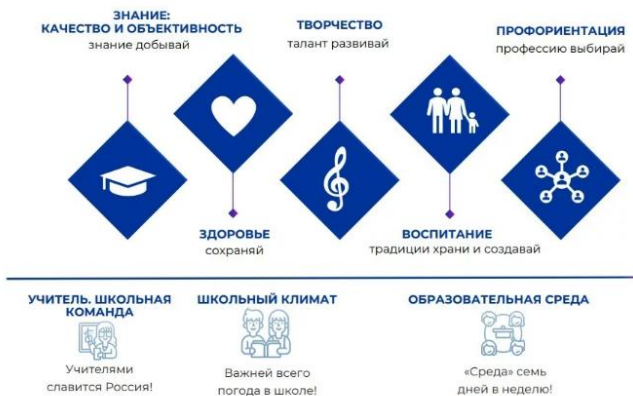 ЗНАНИЕ:
КАЧЕСТВО И ОБЪЕКТИВНОСТЬ
знание добывай
ТВОРЧЕСТВО
талант развивай
ПРОФОРИЕНТАЦИЯ
профессию выбирай
ЗДОРОВЬЕ
сохраняй
ВОСПИТАНИЕ
традиции храни и создавай
УЧИТЕЛЬ. ШКОЛЬНАЯ
КОМАНДА
Учителями
славится Россия!
ШКОЛЬНЫЙ КЛИМАТ
Важней всего
погода в школе!
ОБРАЗОВАТЕЛЬНАЯ СРЕДА
«Среда» семь
дней в неделю!